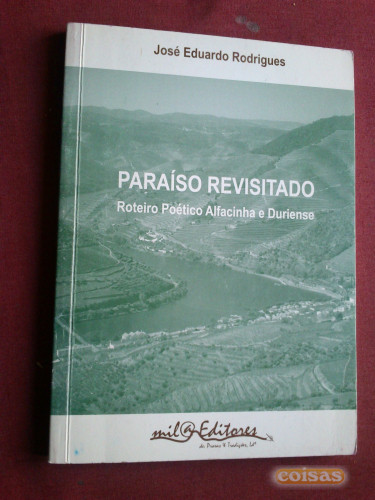 José Eduardo Rodrigues
PARAÍSO REVISITADO
Roteiro Poético Alfacinha e Duriense
mil@Editores
coisas